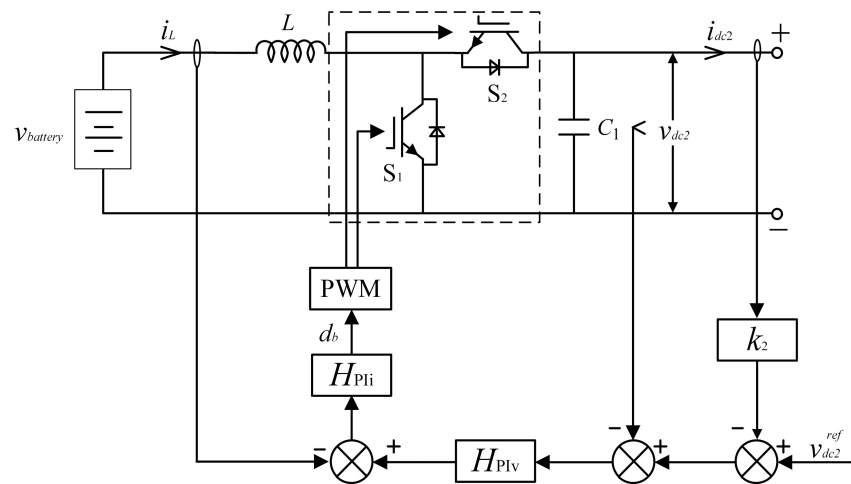 i_L
L
i_dc2
+
S_2
v_battery
C_1
v_dc2
S_1
−
PWM
d_b
k_2
H_PIi
-
-
-
+
H_PIv
+
+
v_dc2^ref